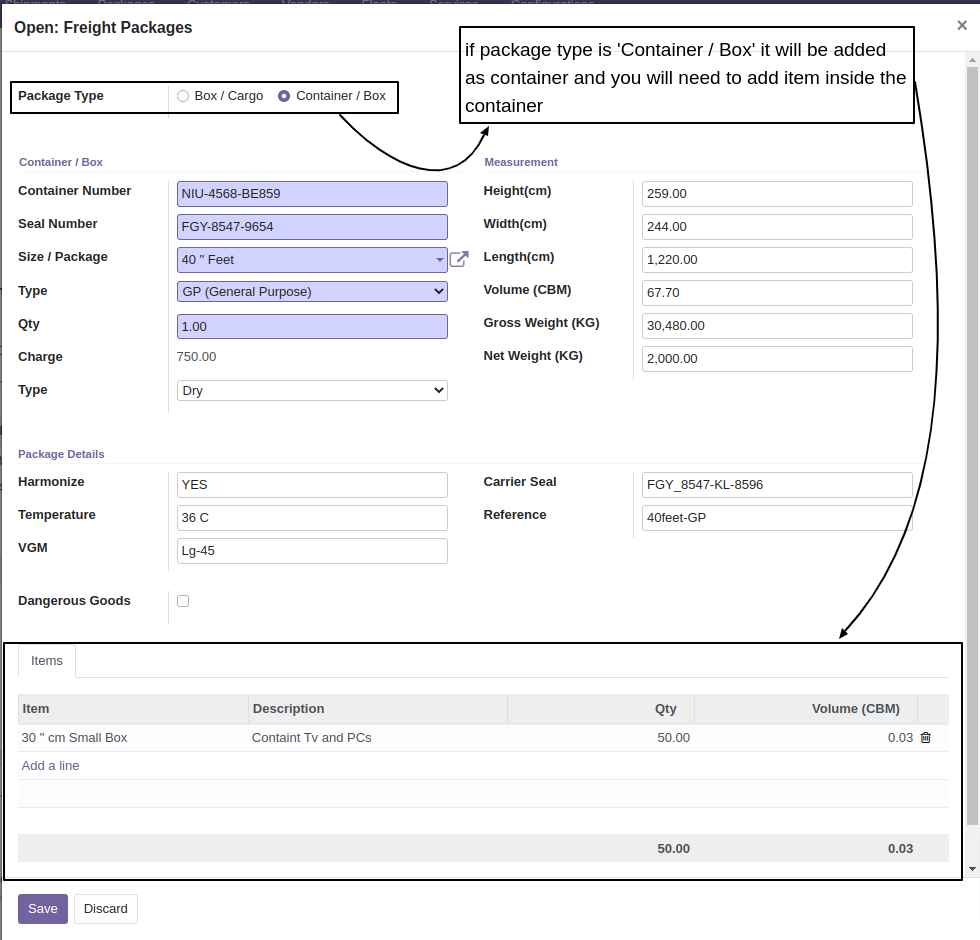 Shipments Packages Customers Vendors Fleets Services Configurations
Open: Freight Packages
×
if package type is 'Container / Box' it will be added
as container and you will need to add item inside the
container
Package Type Box / Cargo Container / Box
Container / Box
Measurement
Container Number NIU-4568-BE859
Height(cm) 259.00
Seal Number FGY-8547-9654
Width(cm) 244.00
Size / Package 40 " Feet
Length(cm) 1,220.00
Type GP (General Purpose)
Volume (CBM) 67.70
Qty 1.00
Gross Weight (KG) 30,480.00
Charge 750.00
Net Weight (KG) 2,000.00
Type Dry
Package Details
Harmonize YES
Carrier Seal FGY_8547-KL-8596
Temperature 36 C
Reference 40feet-GP
VGM Lg-45
Dangerous Goods
Items
Item Description Qty Volume (CBM)
30 " cm Small Box Containt Tv and PCs 50.00 0.03
Add a line
50.00 0.03
Save Discard